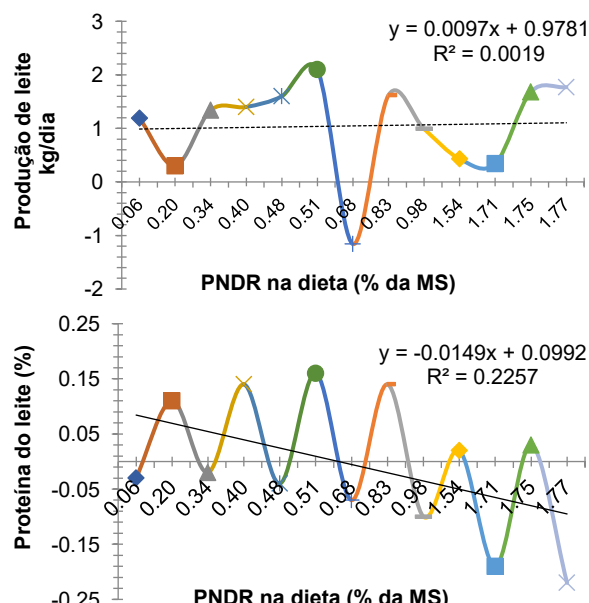 3
y = 0.0097x + 0.9781
R² = 0.0019
2
1
0
-1
-2
Produção de leite
kg/dia
0.06 0.20 0.34 0.40 0.48 0.51 0.68 0.83 0.98 1.54 1.71 1.75 1.77
PNDR na dieta (% da MS)
0.25
y = -0.0149x + 0.0992
R² = 0.2257
0.15
0.05
-0.05
-0.15
-0.25
Proteína do leite (%)
0.06 0.20 0.34 0.40 0.48 0.51 0.68 0.83 0.98 1.54 1.71 1.75 1.77
PNDR na dieta (% da MS)